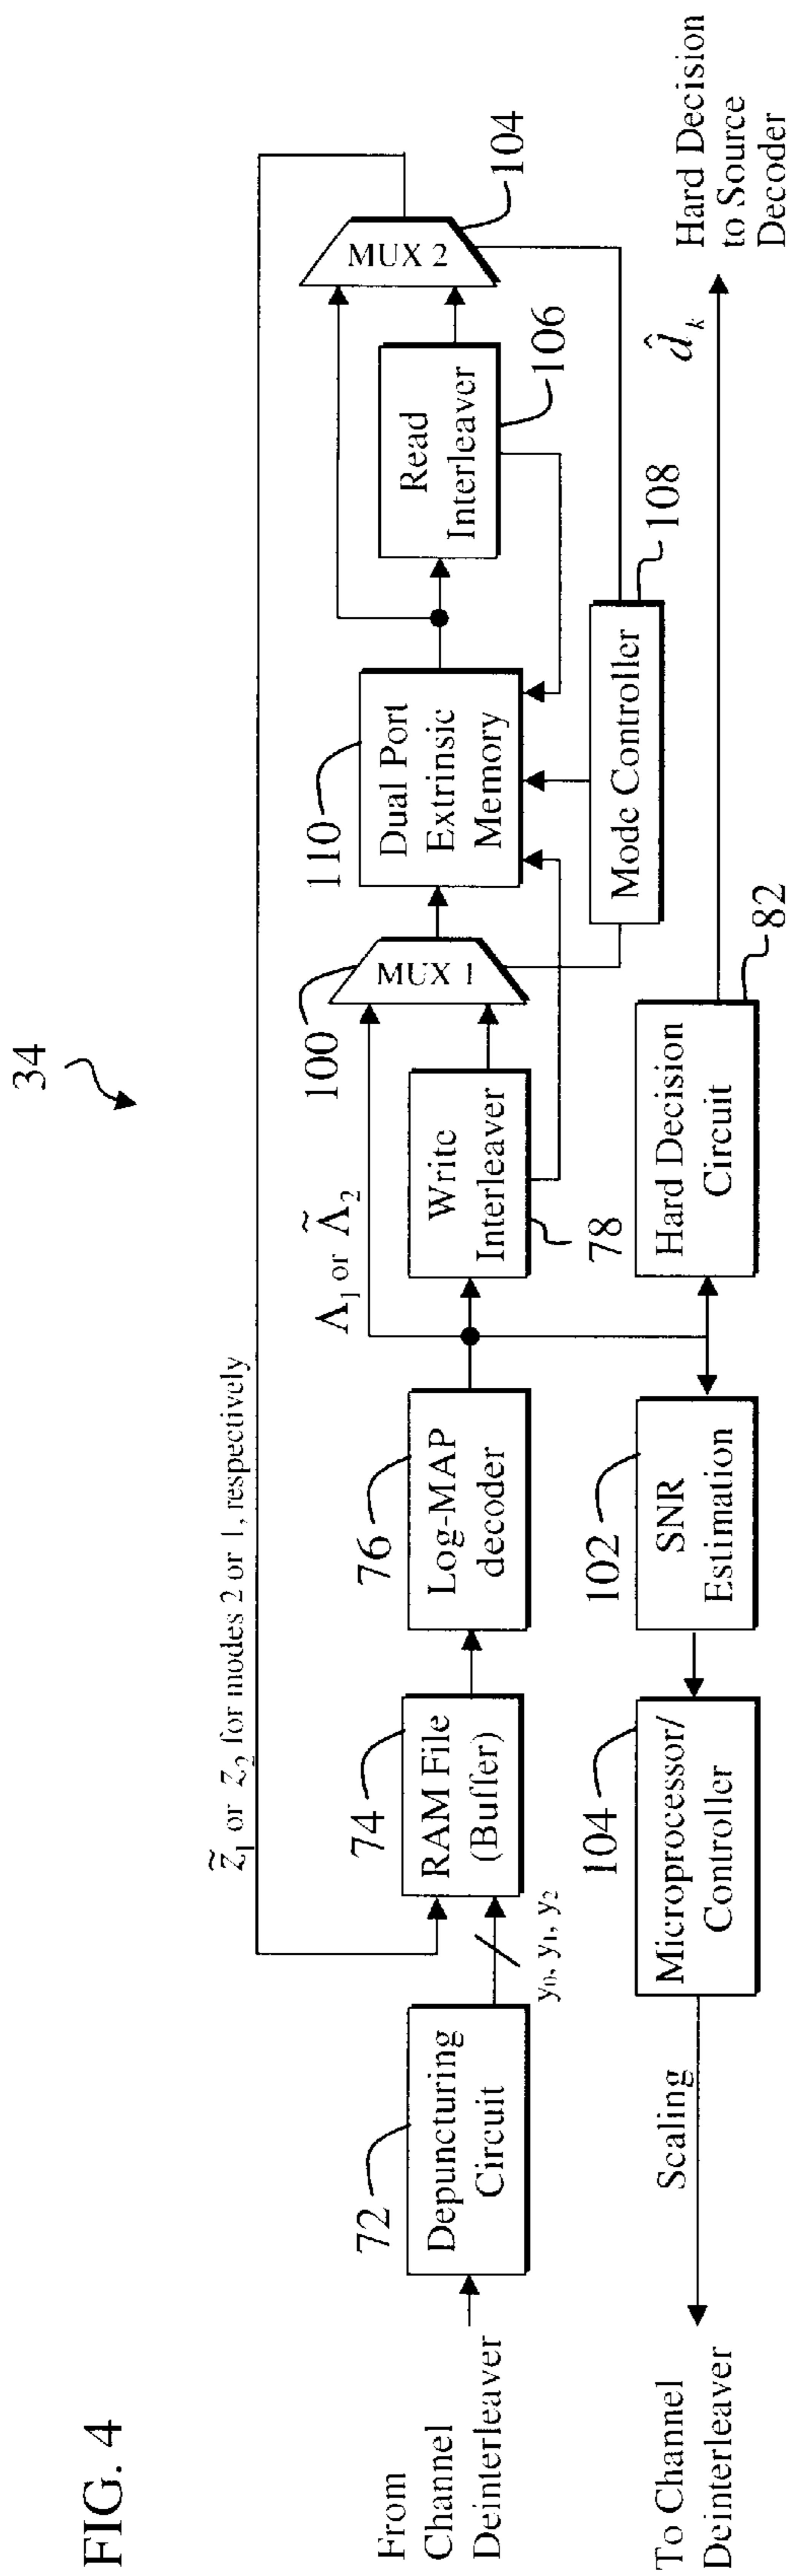 FIG. 4
34
z̃₁ or z₂ for modes 2 or 1, respectively
Λ₁ or Λ̃₂
From
Channel
Deinterleaver
72
Depuncturing
Circuit
y₀, y₁, y₂
74
RAM File
(Buffer)
76
Log-MAP
decoder
Write
Interleaver
78
100
MUX 1
110
Dual Port
Extrinsic
Memory
Read
Interleaver
106
MUX 2
104
Mode Controller
108
To Channel
Deinterleaver
Scaling
104
Microprocessor/
Controller
102
SNR
Estimation
Hard Decision
Circuit
82
d̂ₖ
Hard Decision
to Source
Decoder